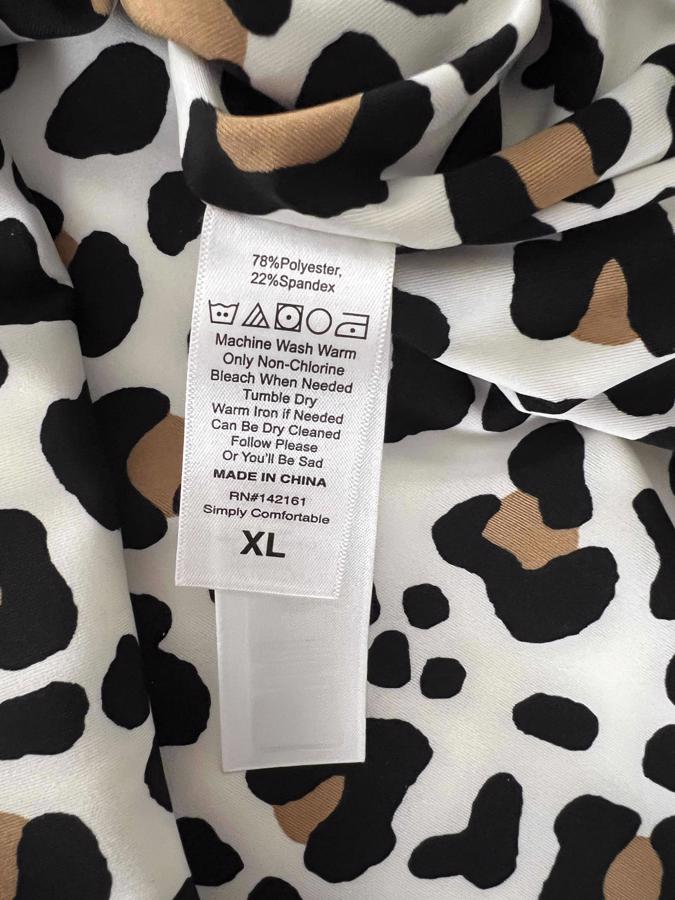 78%Polyester,
22%Spandex
Machine Wash Warm
Only Non-Chlorine
Bleach When Needed
Tumble Dry
Warm Iron if Needed
Can Be Dry Cleaned
Follow Please
Or You'll Be Sad
MADE IN CHINA
RN#142161
Simply Comfortable
XL